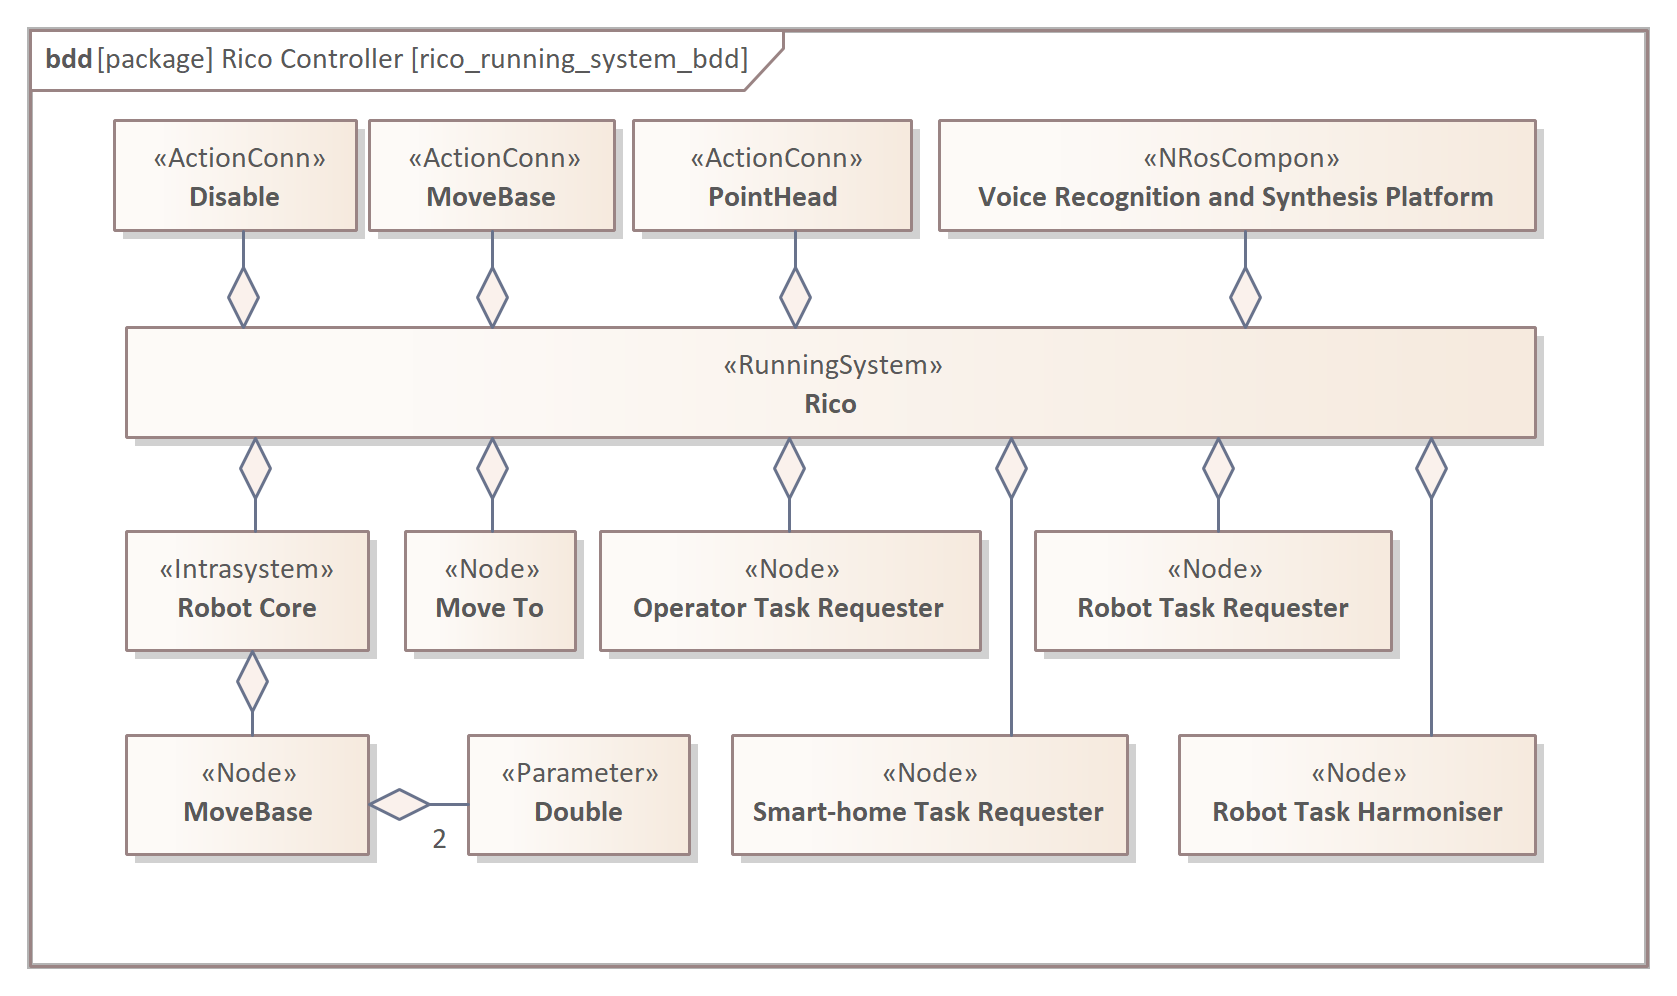 bdd [package] Rico Controller [rico_running_system_bdd]
«ActionConn»
Disable
«ActionConn»
MoveBase
«ActionConn»
PointHead
«NRosCompon»
Voice Recognition and Synthesis Platform
«RunningSystem»
Rico
«Intrasystem»
Robot Core
«Node»
Move To
«Node»
Operator Task Requester
«Node»
Robot Task Requester
«Node»
MoveBase
2
«Parameter»
Double
«Node»
Smart-home Task Requester
«Node»
Robot Task Harmoniser